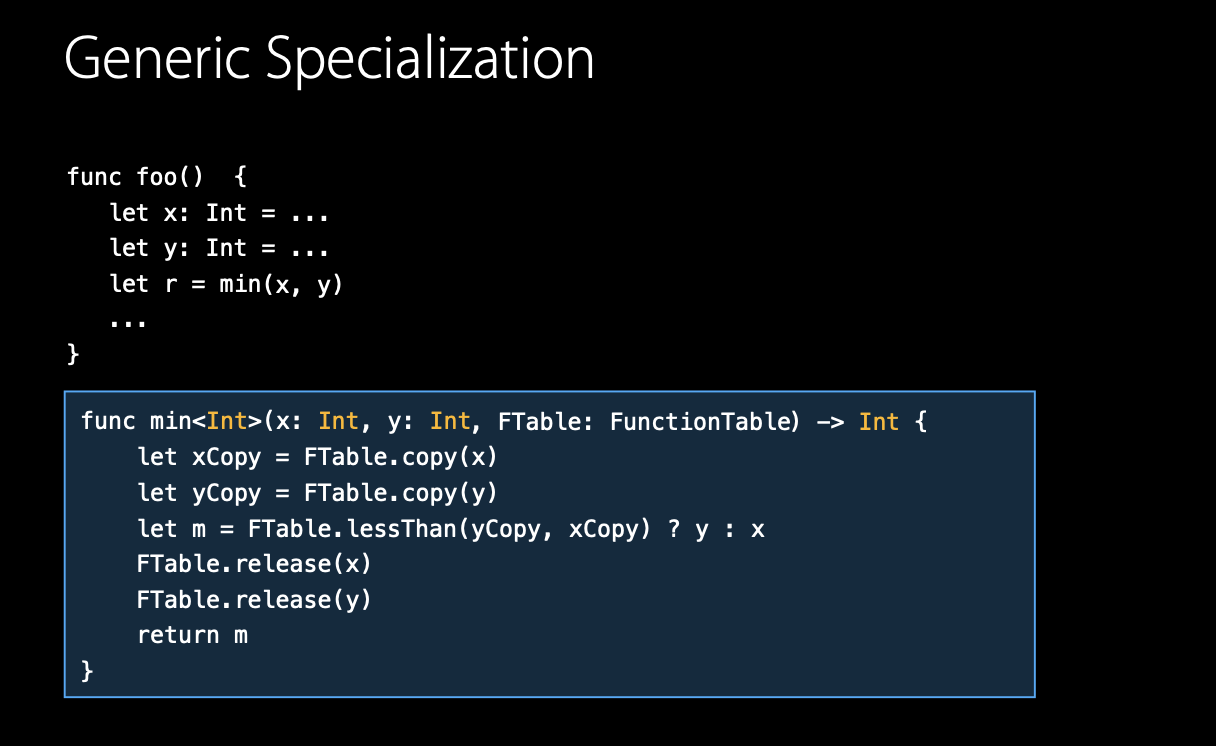 Generic Specialization
func foo()  {
   let x: Int = ...
   let y: Int = ...
   let r = min(x, y)
   ...
}
func min<Int>(x: Int, y: Int, FTable: FunctionTable) -> Int {
    let xCopy = FTable.copy(x)
    let yCopy = FTable.copy(y)
    let m = FTable.lessThan(yCopy, xCopy) ? y : x
    FTable.release(x)
    FTable.release(y)
    return m
}